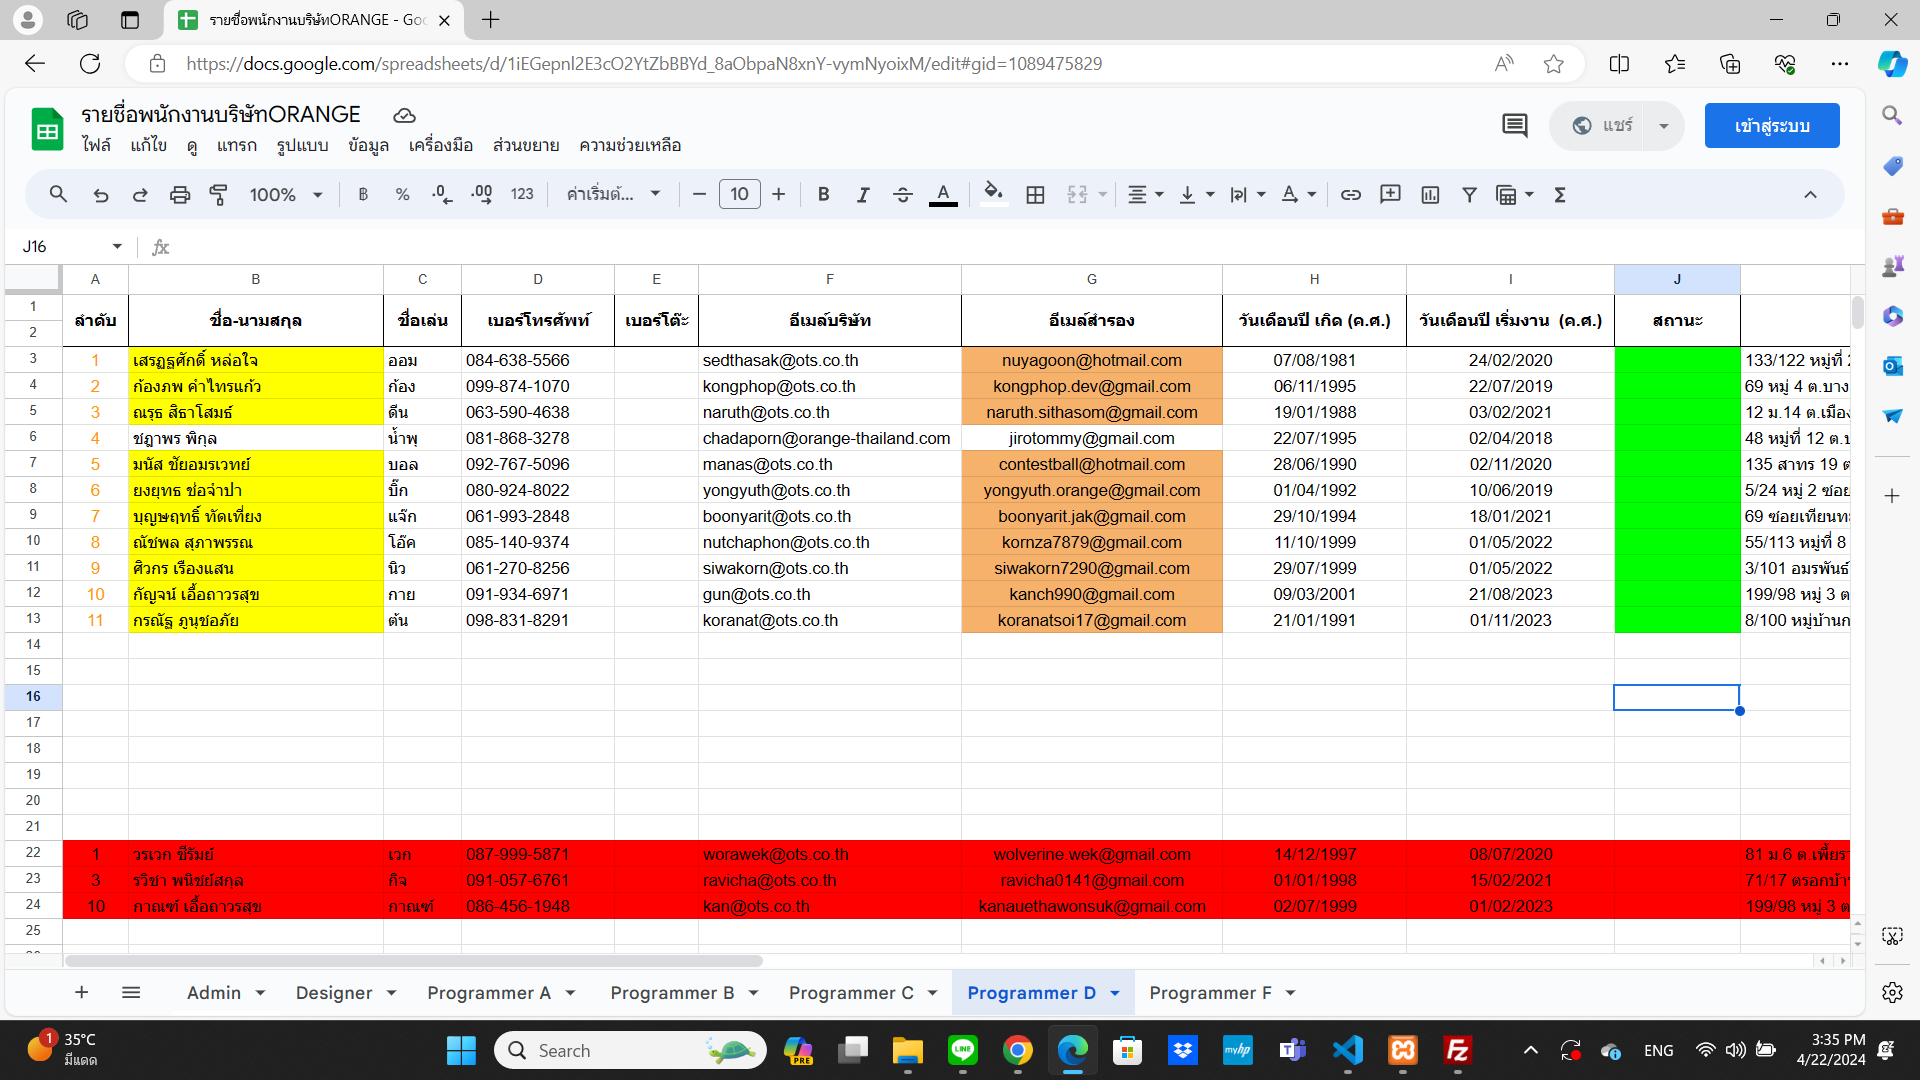 รายชื่อพนักงานบริษัทORANGE - Goo
https://docs.google.com/spreadsheets/d/1iEGepnI2E3cO2YtZbBBYd_8aObpaN8xnY-vymNyoixM/edit#gid=1089475829
รายชื่อพนักงานบริษัทORANGE
ไฟล์ แก้ไข ดู แทรก รูปแบบ ข้อมูล เครื่องมือ ส่วนขยาย ความช่วยเหลือ
แชร์
เข้าสู่ระบบ
100% ฿ % .0 .00 123 ค่าเริ่มต้... 10 B I A
J16 fx
A B C D E F G H I J
1 2 ลำดับ ชื่อ-นามสกุล ชื่อเล่น เบอร์โทรศัพท์ เบอร์โต๊ะ อีเมล์บริษัท อีเมล์สำรอง วันเดือนปี เกิด (ค.ศ.) วันเดือนปี เริ่มงาน (ค.ศ.) สถานะ
3 1 เสรฏฐศักดิ์ หล่อใจ ออม 084-638-5566 sedthasak@ots.co.th nuyagoon@hotmail.com 07/08/1981 24/02/2020 133/122 หมู่ที่ 2
4 2 ก้องภพ คำไทรแก้ว ก้อง 099-874-1070 kongphop@ots.co.th kongphop.dev@gmail.com 06/11/1995 22/07/2019 69 หมู่ 4 ต.บาง
5 3 ณรุธ สิธาโสมธ์ ดีน 063-590-4638 naruth@ots.co.th naruth.sithasom@gmail.com 19/01/1988 03/02/2021 12 ม.14 ต.เมือง
6 4 ชฎาพร พิกุล น้ำพุ 081-868-3278 chadaporn@orange-thailand.com jirotommy@gmail.com 22/07/1995 02/04/2018 48 หมู่ที่ 12 ต.บ
7 5 มนัส ชัยอมรเวทย์ บอล 092-767-5096 manas@ots.co.th contestball@hotmail.com 28/06/1990 02/11/2020 135 สาทร 19 ต
8 6 ยงยุทธ ช่อจำปา บิ๊ก 080-924-8022 yongyuth@ots.co.th yongyuth.orange@gmail.com 01/04/1992 10/06/2019 5/24 หมู่ 2 ซอย
9 7 บุญษฤทธิ์ ทัดเที่ยง แจ๊ก 061-993-2848 boonyarit@ots.co.th boonyarit.jak@gmail.com 29/10/1994 18/01/2021 69 ซอยเทียนทะ
10 8 ณัชพล สุภาพรรณ โอ๊ค 085-140-9374 nutchaphon@ots.co.th kornza7879@gmail.com 11/10/1999 01/05/2022 55/113 หมู่ที่ 8
11 9 ศิวกร เรืองแสน นิว 061-270-8256 siwakorn@ots.co.th siwakorn7290@gmail.com 29/07/1999 01/05/2022 3/101 อมรพันธ์
12 10 กัญจน์ เอื้อถาวรสุข กาย 091-934-6971 gun@ots.co.th kanch990@gmail.com 09/03/2001 21/08/2023 199/98 หมู่ 3 ต
13 11 กรณัฐ ภูนุชอภัย ต้น 098-831-8291 koranat@ots.co.th koranatsoi17@gmail.com 21/01/1991 01/11/2023 8/100 หมู่บ้านก
14
15
16
17
18
19
20
21
22 1 วรเวก ชีรัมย์ เวก 087-999-5871 worawek@ots.co.th wolverine.wek@gmail.com 14/12/1997 08/07/2020 81 ม.6 ต.เพี้ยรา
23 3 รวิชา พนิชย์สกุล กิจ 091-057-6761 ravicha@ots.co.th ravicha0141@gmail.com 01/01/1998 15/02/2021 71/17 ตรอกบ้า
24 10 กาณฑ์ เอื้อถาวรสุข กาณฑ์ 086-456-1948 kan@ots.co.th kanauethawonsuk@gmail.com 02/07/1999 01/02/2023 199/98 หมู่ 3 ต
25
Admin Designer Programmer A Programmer B Programmer C Programmer D Programmer F
1 35°C
มีแดด
Search
PRE
LINE
myhp
Fz
ENG
3:35 PM
4/22/2024